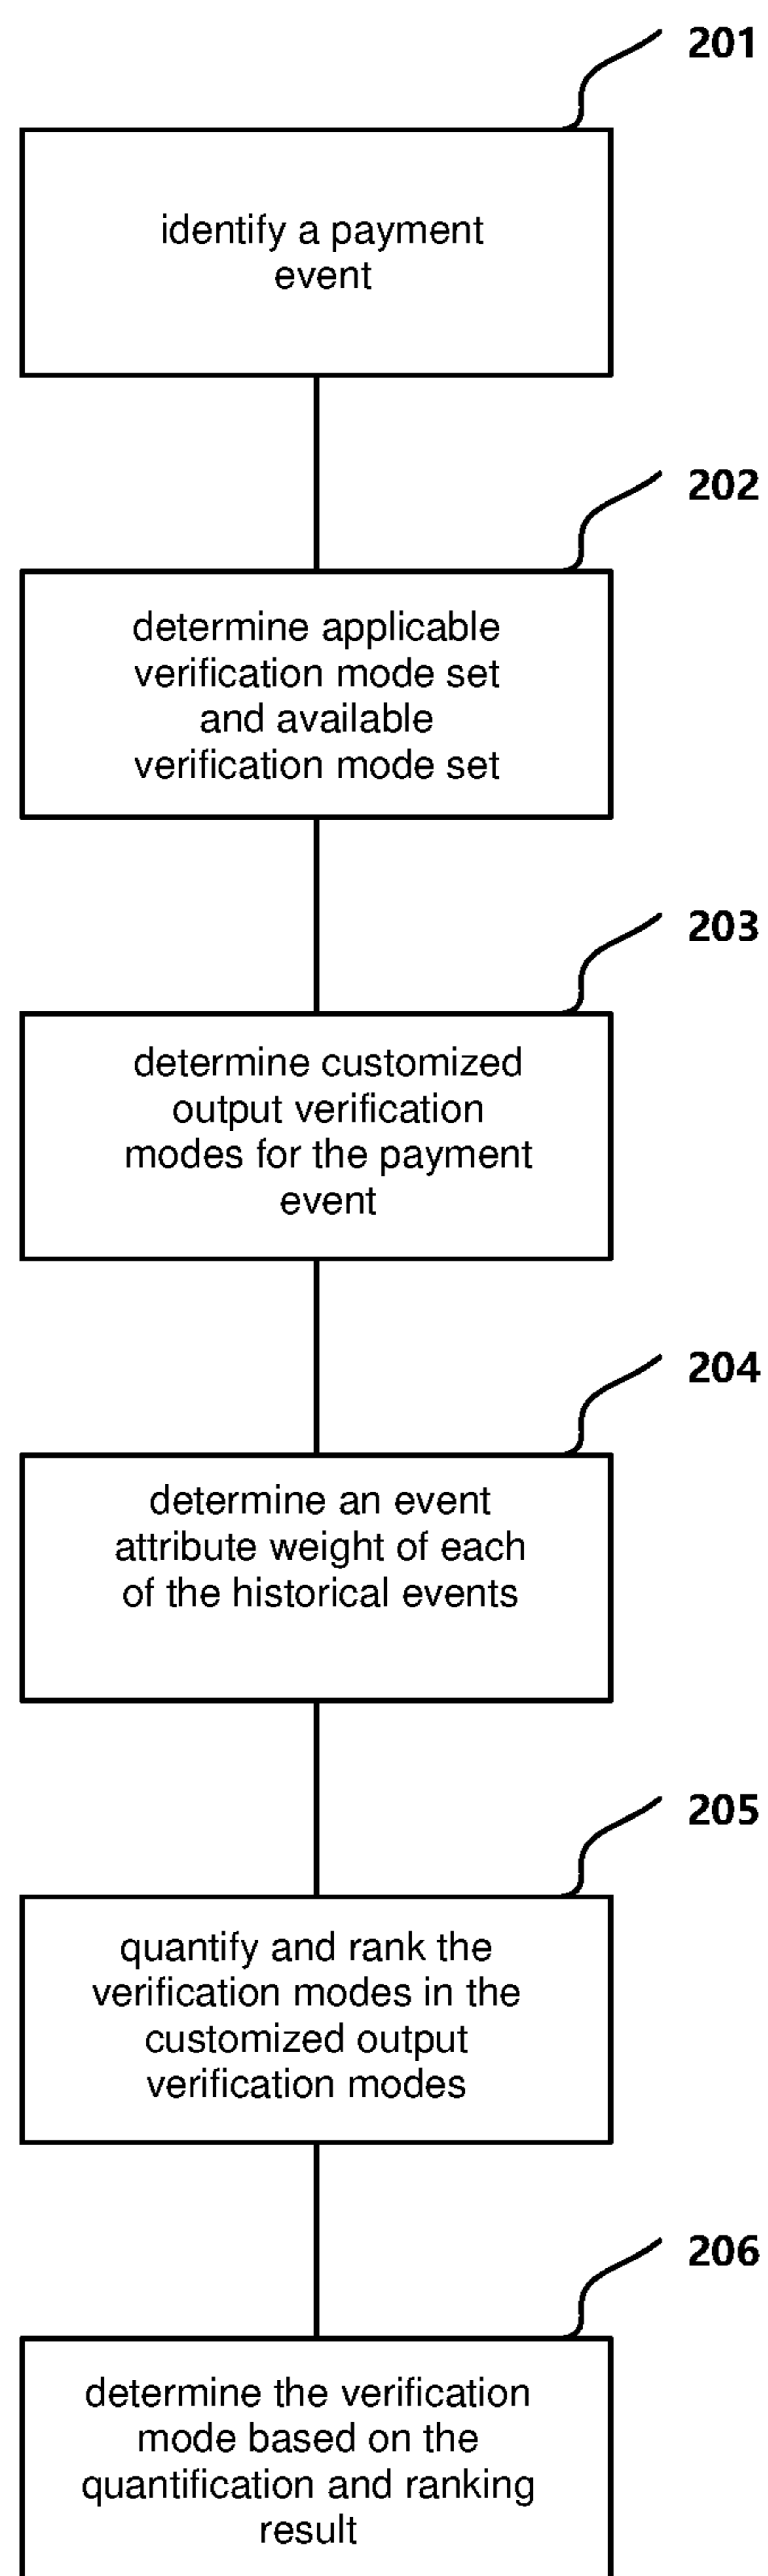 201
identify a payment
event
202
determine applicable
verification mode set
and available
verification mode set
203
determine customized
output verification
modes for the payment
event
204
determine an event
attribute weight of each
of the historical events
205
quantify and rank the
verification modes in the
customized output
verification modes
206
determine the verification
mode based on the
quantification and ranking
result